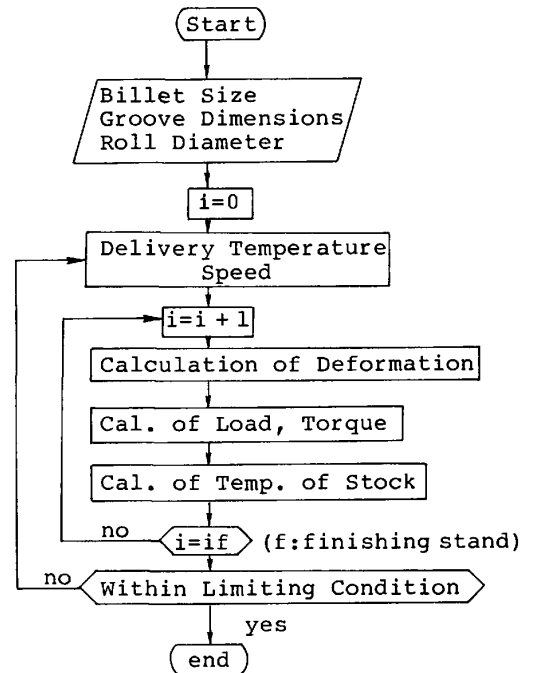 Start
Billet Size
Groove Dimensions
Roll Diameter
i=0
Delivery Temperature
Speed
i=i + 1
Calculation of Deformation
Cal. of Load, Torque
Cal. of Temp. of Stock
no
i=if (f:finishing stand)
no
Within Limiting Condition
yes
end